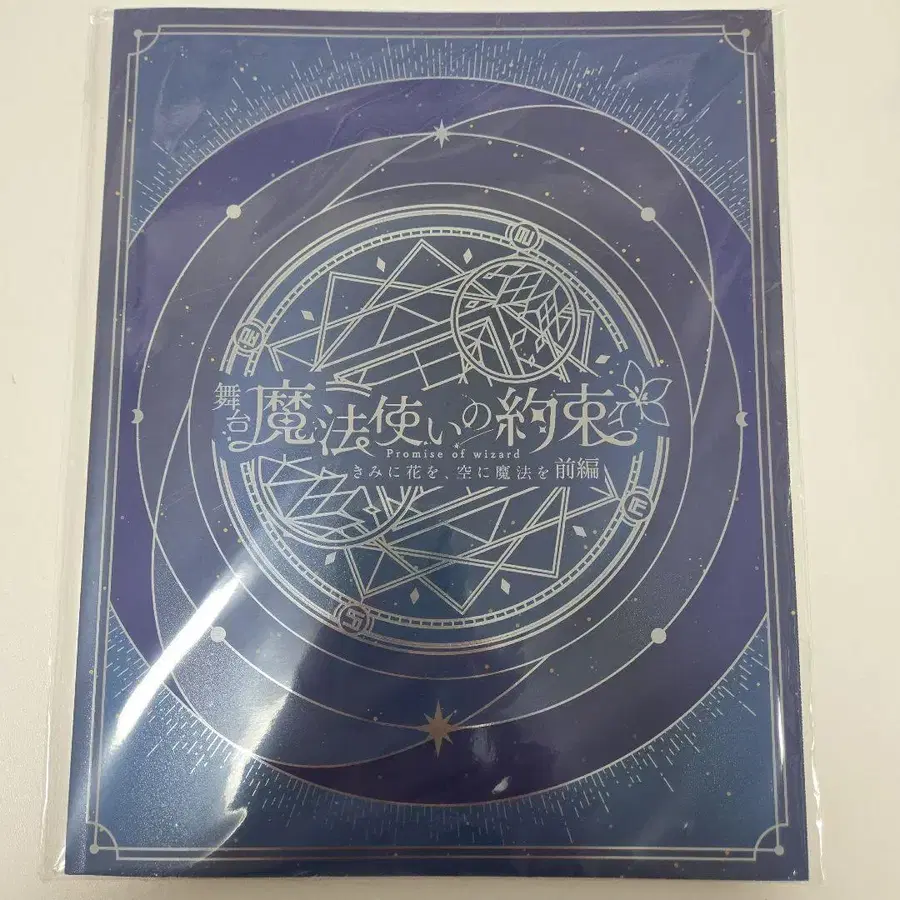 舞台
魔法使いの約束
Promise of wizard
きみに花を、空に魔法を 前編